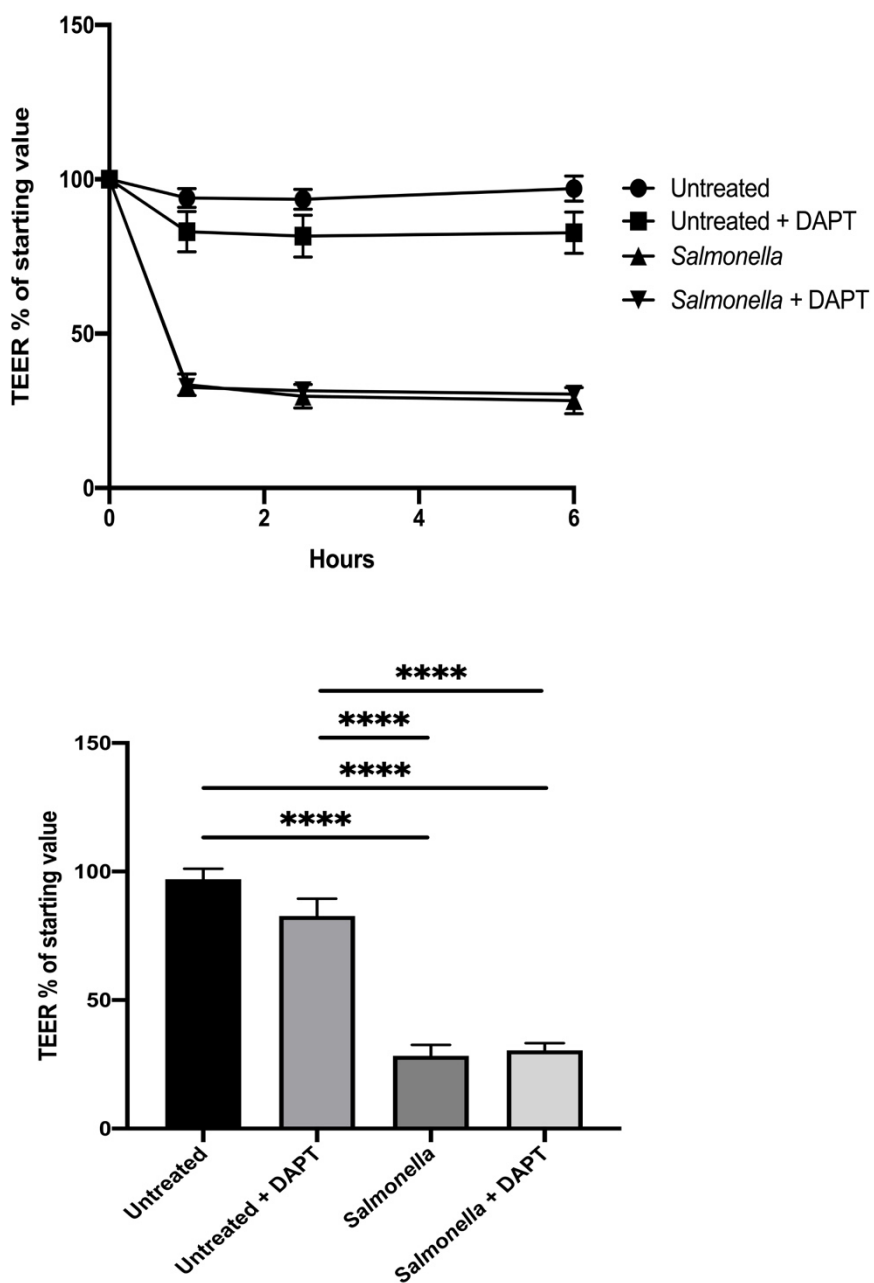 150
100
50
0
TEER % of starting value
0
2
4
6
Hours
Untreated
Untreated + DAPT
Salmonella
Salmonella + DAPT
****
****
****
****
150
100
50
0
TEER % of starting value
Untreated
Untreated + DAPT
Salmonella
Salmonella + DAPT